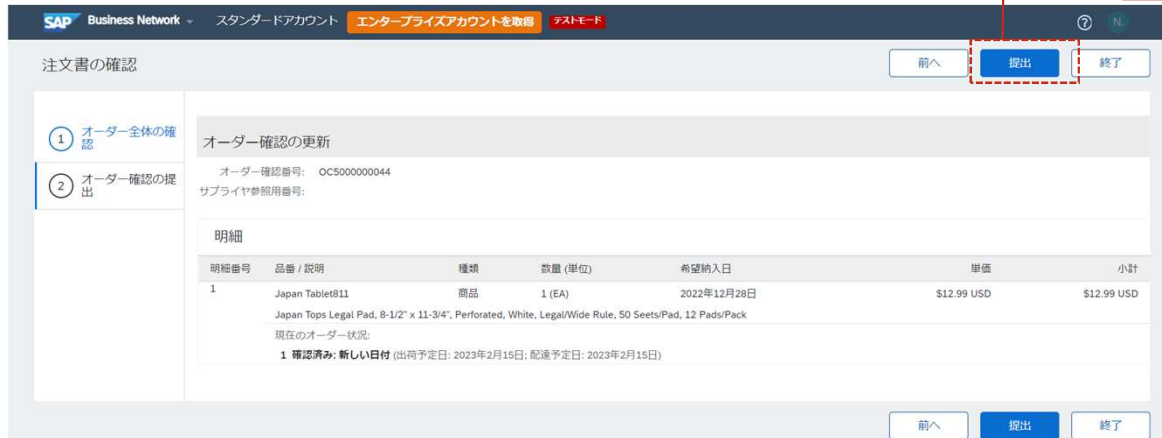 SAP Business Network スタンダードアカウント エンタープライズアカウントを取得 テストモード ? N.
注文書の確認 前へ 提出 終了
1 オーダー全体の確
認
2 オーダー確認の提
出
オーダー確認の更新
オーダー確認番号: OC5000000044
サプライヤ参照用番号:
明細
明細番号 品番 / 説明 種類 数量 (単位) 希望納入日 単価 小計
1 Japan Tablet811 商品 1 (EA) 2022年12月28日 $12.99 USD $12.99 USD
Japan Tops Legal Pad, 8-1/2" x 11-3/4", Perforated, White, Legal/Wide Rule, 50 Seets/Pad, 12 Pads/Pack
現在のオーダー状況:
1 確認済み: 新しい日付 (出荷予定日: 2023年2月15日; 配達予定日: 2023年2月15日)
前へ 提出 終了